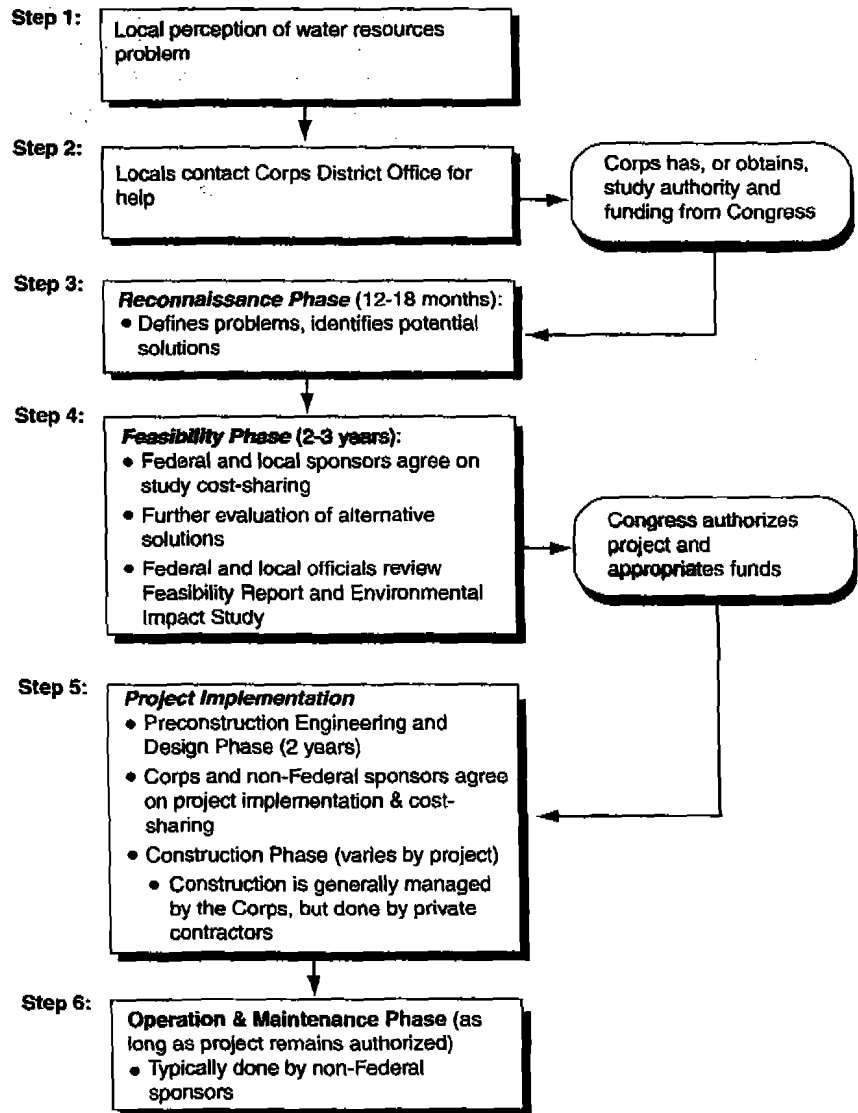 Step 1:
Local perception of water resources
problem
Step 2:
Locals contact Corps District Office for
help
Corps has, or obtains,
study authority and
funding from Congress
Step 3:
Reconnaissance Phase (12-18 months):
• Defines problems, identifies potential
solutions
Step 4:
Feasibility Phase (2-3 years):
• Federal and local sponsors agree on
study cost-sharing
• Further evaluation of alternative
solutions
• Federal and local officials review
Feasibility Report and Environmental
Impact Study
Congress authorizes
project and
appropriates funds
Step 5:
Project Implementation
• Preconstruction Engineering and
Design Phase (2 years)
• Corps and non-Federal sponsors agree
on project implementation & cost-
sharing
• Construction Phase (varies by project)
• Construction is generally managed
by the Corps, but done by private
contractors
Step 6:
Operation & Maintenance Phase (as
long as project remains authorized)
• Typically done by non-Federal
sponsors